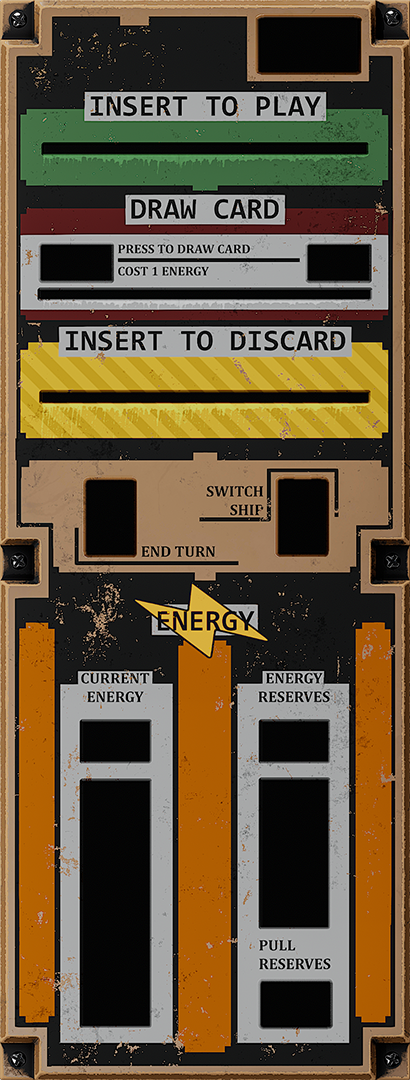 INSERT TO PLAY
DRAW CARD
PRESS TO DRAW CARD
COST 1 ENERGY
INSERT TO DISCARD
SWITCH
SHIP
END TURN
ENERGY
CURRENT
ENERGY
ENERGY
RESERVES
PULL
RESERVES